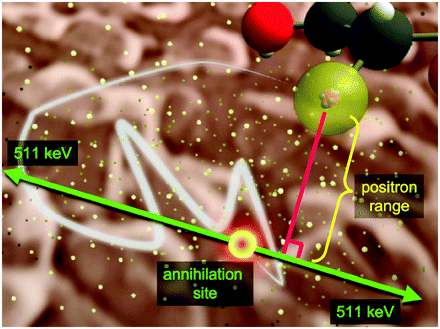 511 keV
positron
range
annihilation
site
511 keV